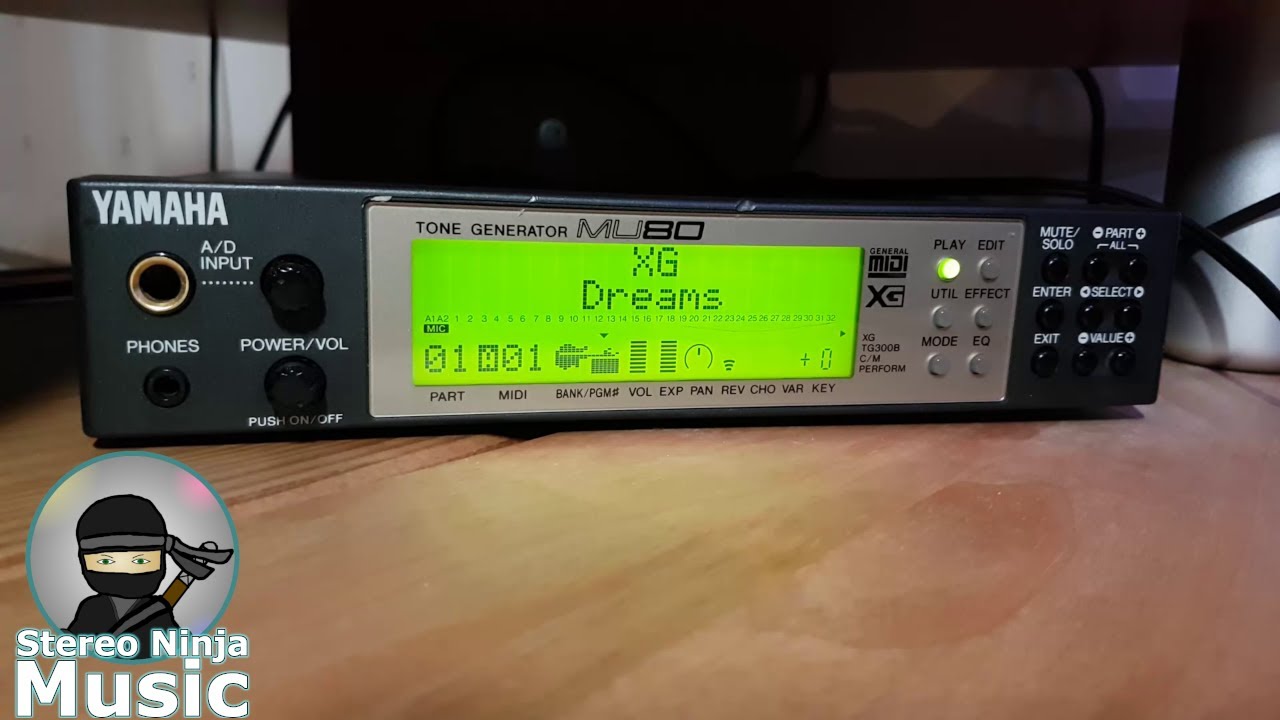 YAMAHA
A/D
INPUT
PHONES
POWER/VOL
PUSH ON/OFF
TONE GENERATOR MU80
XG
Dreams
A1 A2 1 2 3 4 5 6 7 8 9 10 11 12 13 14 15 16 17 18 19 20 21 22 23 24 25 26 27 28 29 30 31 32
MIC
01 001 +0
PART MIDI BANK/PGM# VOL EXP PAN REV CHO VAR KEY
GENERAL
MIDI
XG
XG
TG300B
C/M
PERFORM
PLAY EDIT
UTIL EFFECT
MODE EQ
MUTE/
SOLO
PART
ALL
ENTER SELECT
EXIT VALUE
Stereo Ninja
Music